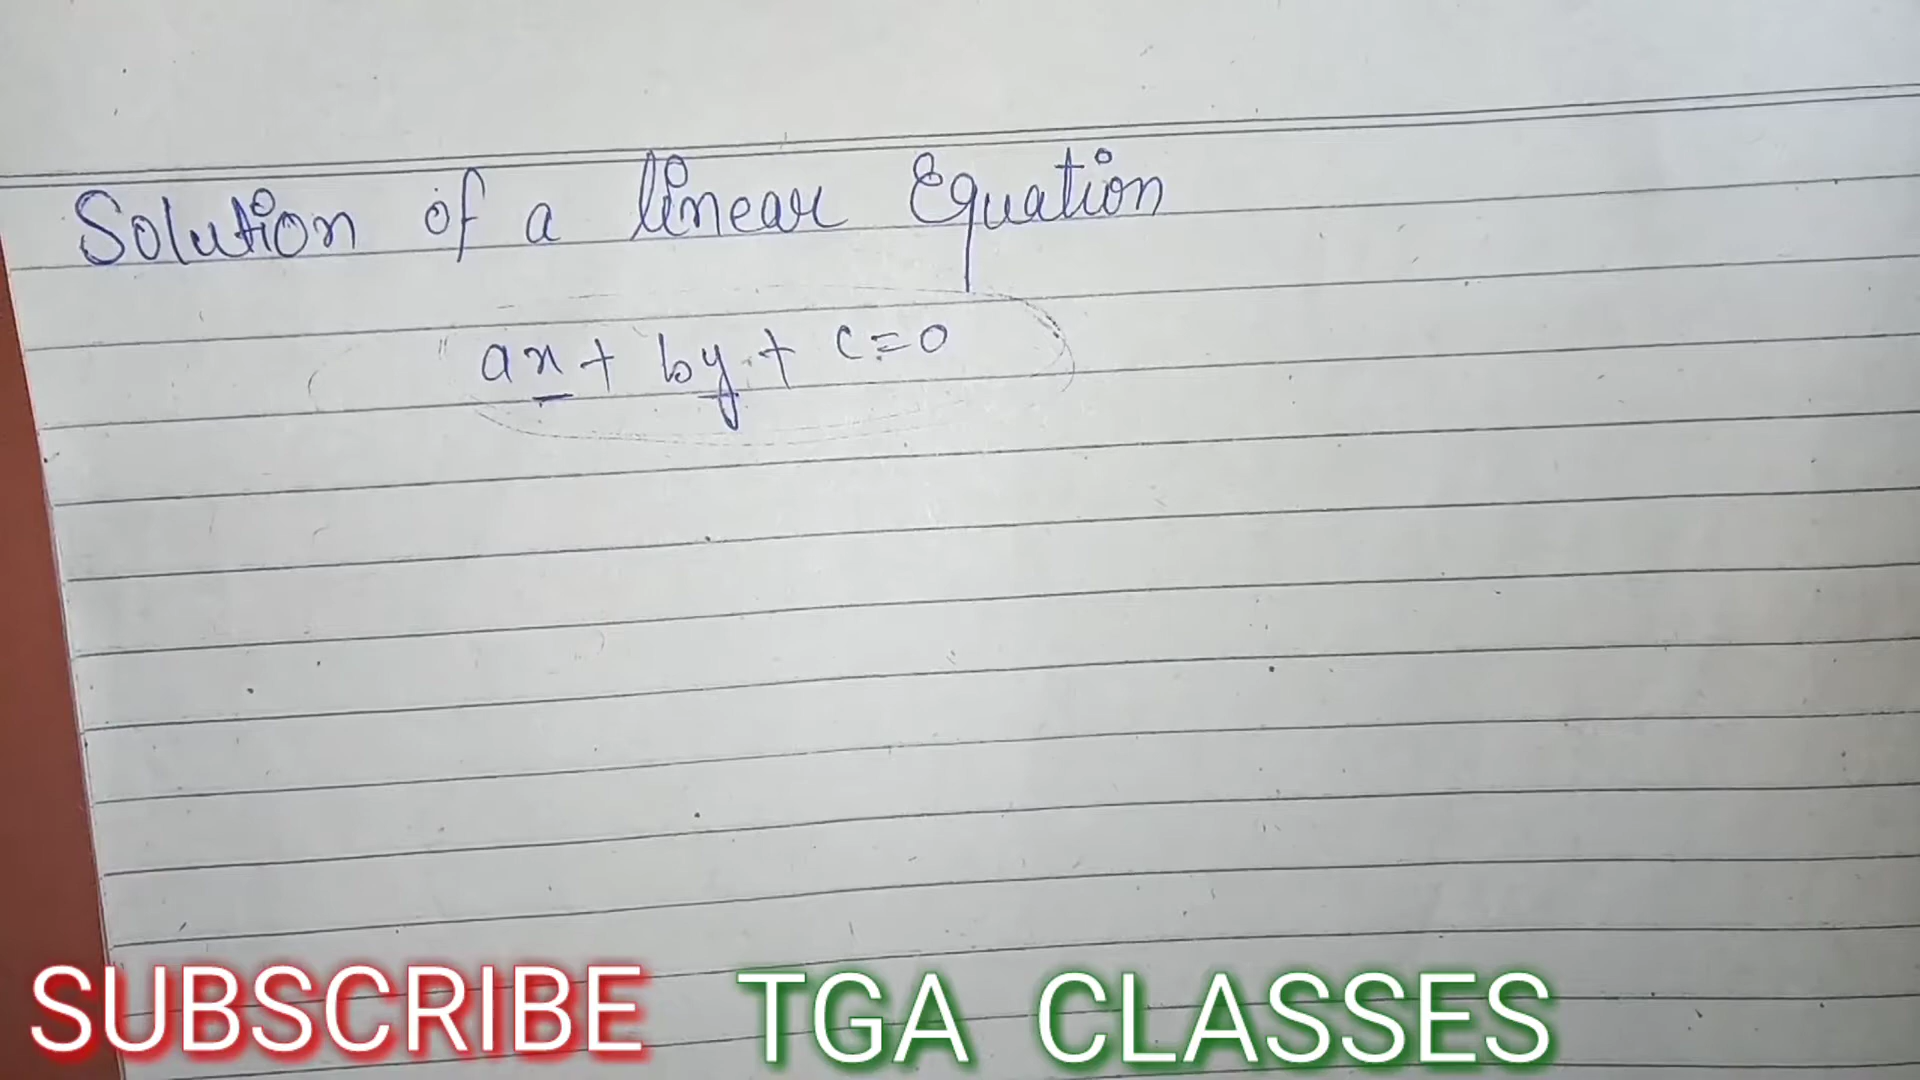 Solution of a linear Equation
ax + by + c = 0
SUBSCRIBE TGA CLASSES